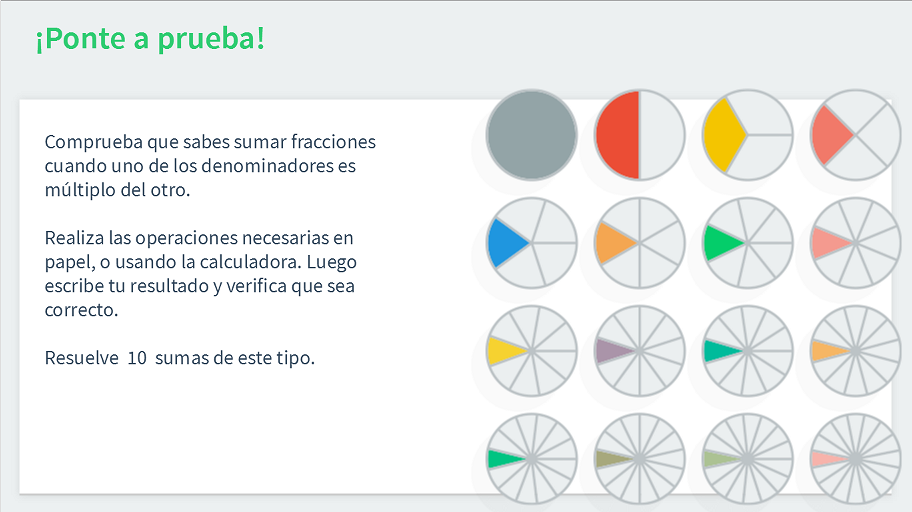 ¡Ponte a prueba!
Comprueba que sabes sumar fracciones
cuando uno de los denominadores es
múltiplo del otro.
Realiza las operaciones necesarias en
papel, o usando la calculadora. Luego
escribe tu resultado y verifica que sea
correcto.
Resuelve 10 sumas de este tipo.